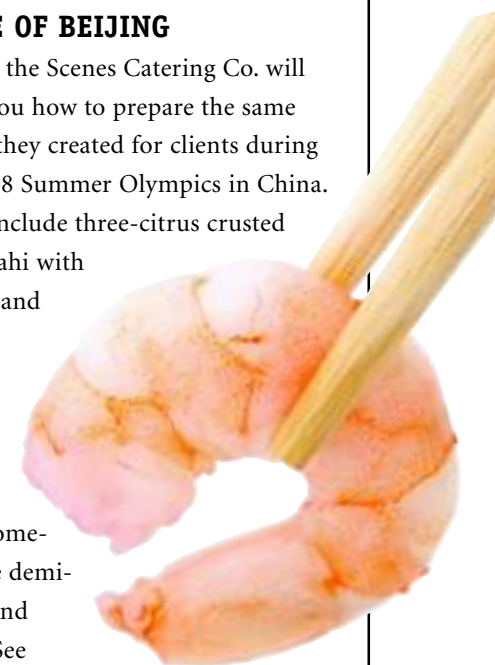 E OF BEIJING
the Scenes Catering Co. will
ou how to prepare the same
they created for clients during
8 Summer Olympics in China.
nclude three-citrus crusted
ahi with
and
ome-
e demi-
nd
See